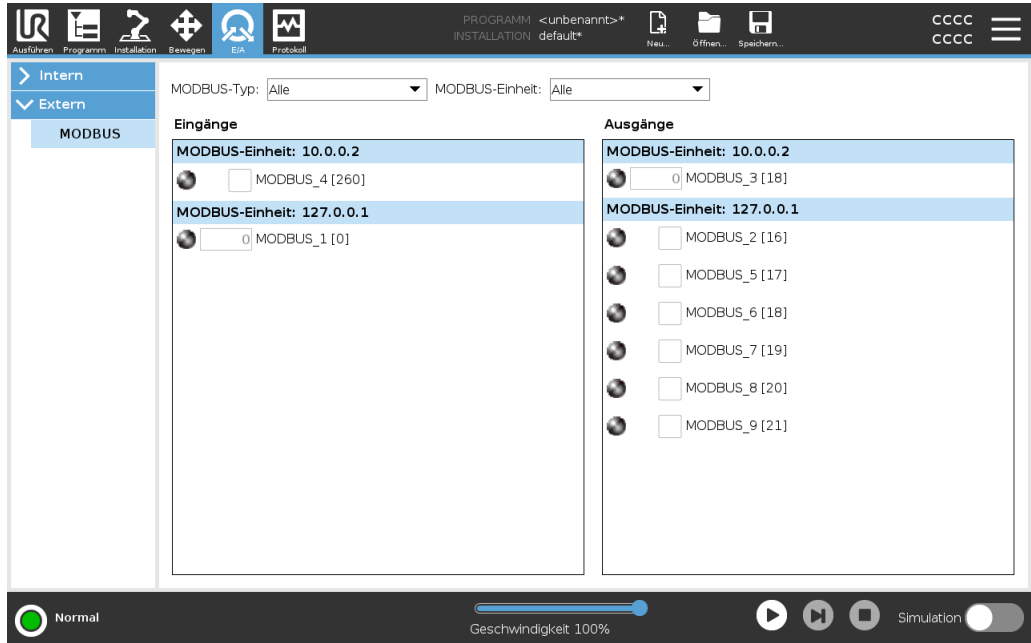 PROGRAMM <unbenannt>*
INSTALLATION default*
Ausführen Programm Installation Bewegen E/A Protokoll Neu... Öffnen... Speichern...
CCCC
CCCC
Intern
Extern
MODBUS
MODBUS-Typ: Alle MODBUS-Einheit: Alle
Eingänge
MODBUS-Einheit: 10.0.0.2
MODBUS_4 [260]
MODBUS-Einheit: 127.0.0.1
0 MODBUS_1 [0]
Ausgänge
MODBUS-Einheit: 10.0.0.2
0 MODBUS_3 [18]
MODBUS-Einheit: 127.0.0.1
MODBUS_2 [16]
MODBUS_5 [17]
MODBUS_6 [18]
MODBUS_7 [19]
MODBUS_8 [20]
MODBUS_9 [21]
Normal
Geschwindigkeit 100%
Simulation